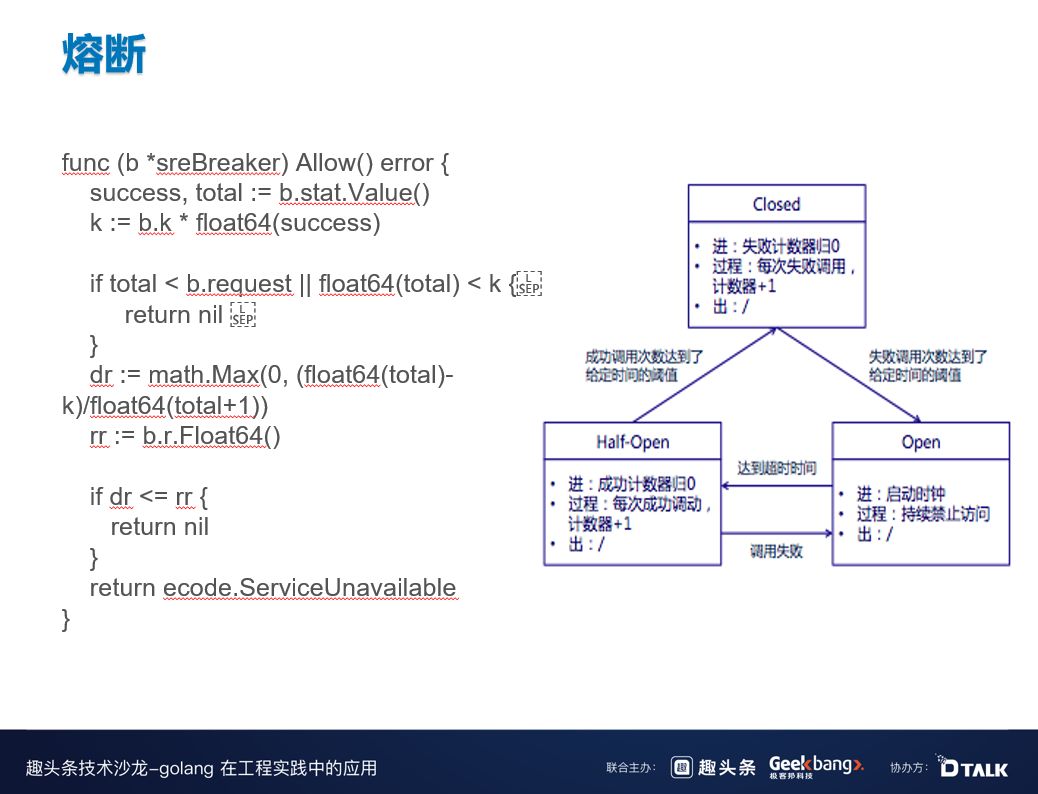 熔断
func (b *sreBreaker) Allow() error {
success, total := b.stat.Value()
k := b.k * float64(success)
if total < b.request || float64(total) < k {L SEP
return nil L SEP
}
dr := math.Max(0, (float64(total)-
k)/float64(total+1))
rr := b.r.Float64()
if dr <= rr {
return nil
}
return ecode.ServiceUnavailable
}
Closed
• 进：失败计数器归0
• 过程：每次失败调用，
计数器+1
• 出：/
成功调用次数达到了
给定时间的阈值
失败调用次数达到了
给定时间的阈值
Half-Open
• 进：成功计数器归0
• 过程：每次成功调动，
计数器+1
• 出：/
达到超时时间
调用失败
Open
• 进：启动时钟
• 过程：持续禁止访问
• 出：/
趣头条技术沙龙-golang 在工程实践中的应用
联合主办：
趣 趣头条
Geekbang>.
极客邦科技
协办方：
DTALK